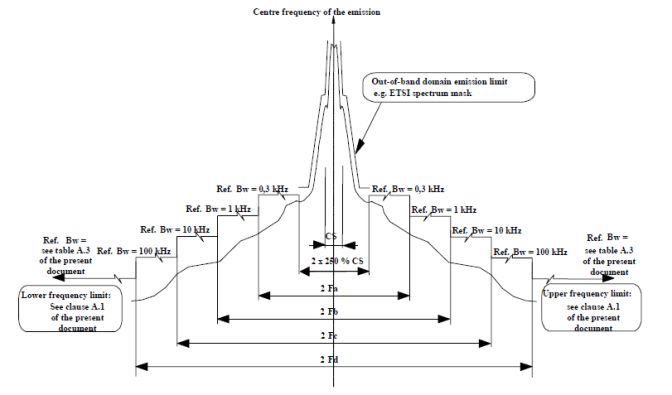 Centre frequency of the emission
Out-of-band domain emission limit
e.g. ETSI spectrum mask
Ref. Bw = 0,3 kHz
Ref. Bw = 0,3 kHz
Ref. Bw = 1 kHz
Ref. Bw = 1 kHz
Ref. Bw = 10 kHz
Ref. Bw = 10 kHz
Ref. Bw = 100 kHz
Ref. Bw = 100 kHz
Ref. Bw =
see table A.3
of the present
document
Ref. Bw =
see table A.3
of the present
document
CS
2 x 250 % CS
Lower frequency limit:
See clause A.1
of the present
document
Upper frequency limit:
see clause A.1
of the present
document
2 Fa
2 Fb
2 Fc
2 Fd